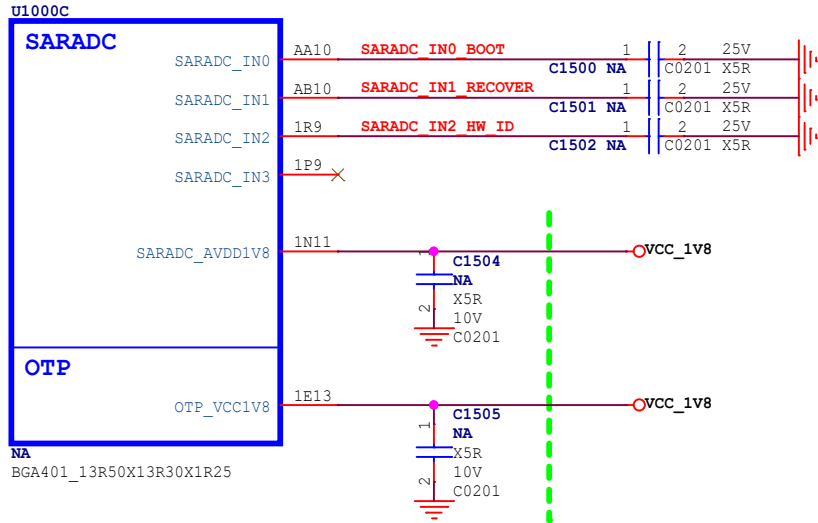 U1000C
SARADC
SARADC_IN0 AA10 SARADC_IN0_BOOT 1 2 25V
C1500 NA C0201 X5R
SARADC_IN1 AB10 SARADC_IN1_RECOVER 1 2 25V
C1501 NA C0201 X5R
SARADC_IN2 1R9 SARADC_IN2_HW_ID 1 2 25V
C1502 NA C0201 X5R
SARADC_IN3 1P9
SARADC_AVDD1V8 1N11 VCC_1V8
1 C1504
NA
X5R
2 10V
C0201
OTP
OTP_VCC1V8 1E13 VCC_1V8
1 C1505
NA
X5R
2 10V
C0201
NA
BGA401_13R50X13R30X1R25